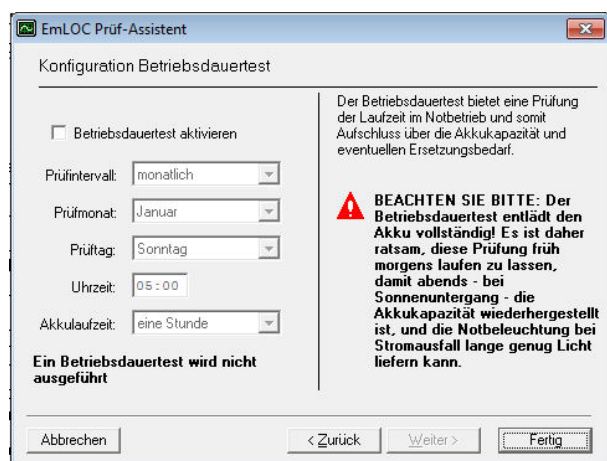 EmLOC Prüf-Assistent
Konfiguration Betriebsdauertest
Betriebsdauertest aktivieren
Prüfintervall: monatlich
Prüfmonat: Januar
Prüftag: Sonntag
Uhrzeit: 05:00
Akkulaufzeit: eine Stunde
Ein Betriebsdauertest wird nicht
ausgeführt
Der Betriebsdauertest bietet eine Prüfung
der Laufzeit im Notbetrieb und somit
Aufschluss über die Akkukapazität und
eventuellen Ersetzungsbedarf.
BEACHTEN SIE BITTE: Der
Betriebsdauertest entlädt den
Akku vollständig! Es ist daher
ratsam, diese Prüfung früh
morgens laufen zu lassen,
damit abends - bei
Sonnenuntergang - die
Akkukapazität wiederhergestellt
ist, und die Notbeleuchtung bei
Stromausfall lange genug Licht
liefern kann.
Abbrechen
< Zurück
Weiter >
Fertig